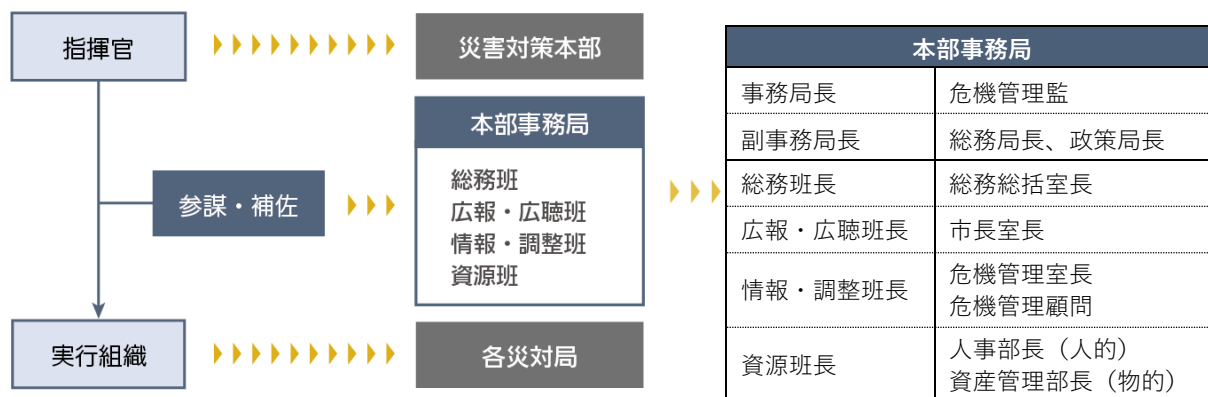 指揮官
災害対策本部
参謀・補佐
本部事務局
総務班
広報・広聴班
情報・調整班
資源班
実行組織
各災対局
本部事務局
事務局長 危機管理監
副事務局長 総務局長、政策局長
総務班長 総務総括室長
広報・広聴班長 市長室長
情報・調整班長 危機管理室長
危機管理顧問
資源班長 人事部長（人的）
資産管理部長（物的）